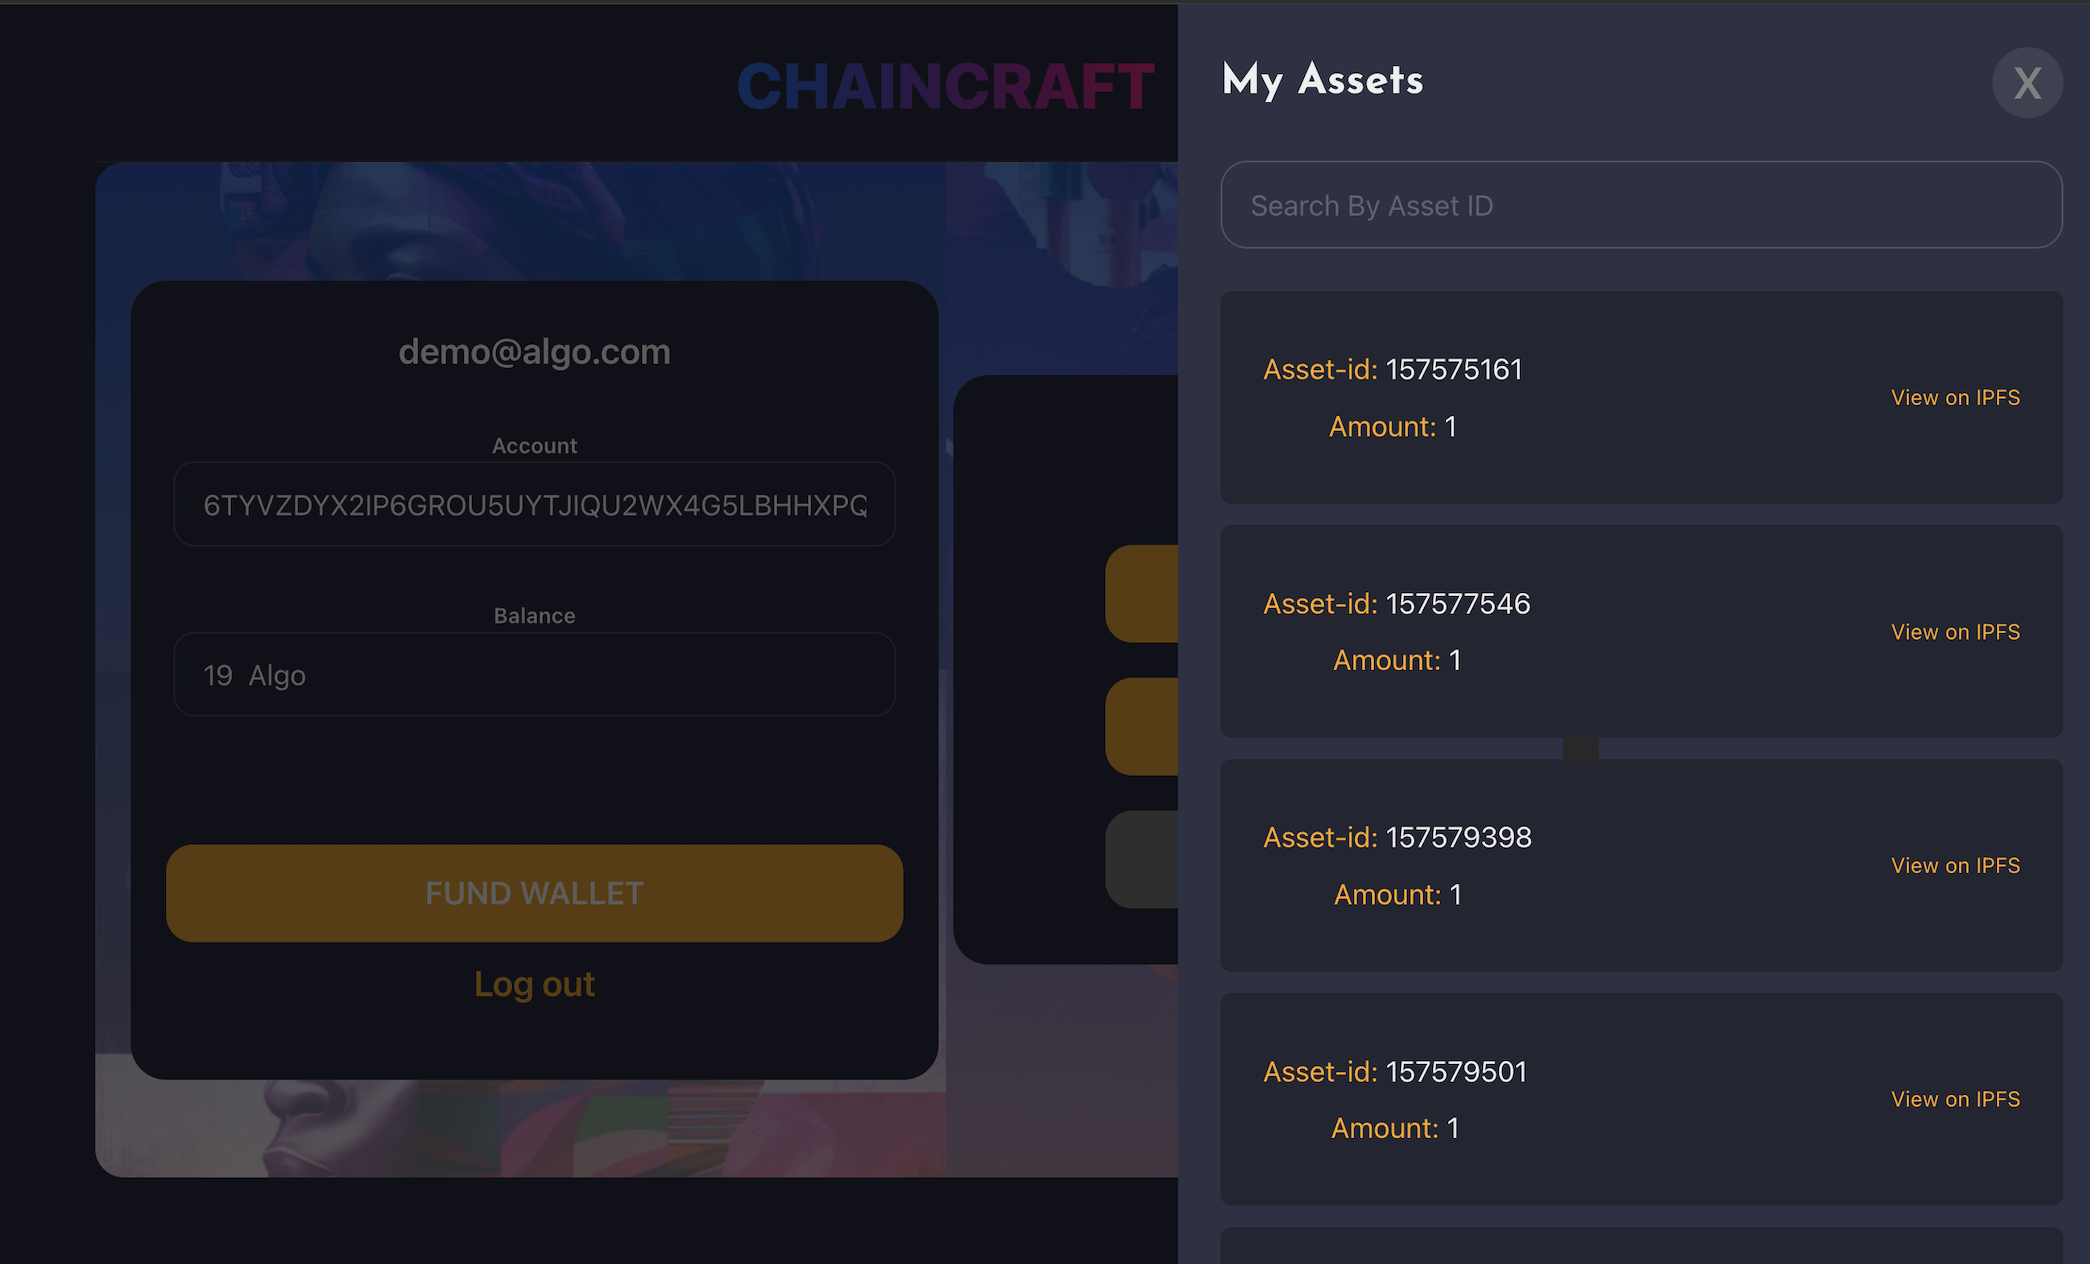 CHAINCRAFT
demo@algo.com
Account
6TYVZDYX2IP6GROU5UYTJIQU2WX4G5LBHHXPQ
Balance
19 Algo
FUND WALLET
Log out
My Assets
X
Search By Asset ID
Asset-id: 157575161
Amount: 1
View on IPFS
Asset-id: 157577546
Amount: 1
View on IPFS
Asset-id: 157579398
Amount: 1
View on IPFS
Asset-id: 157579501
Amount: 1
View on IPFS